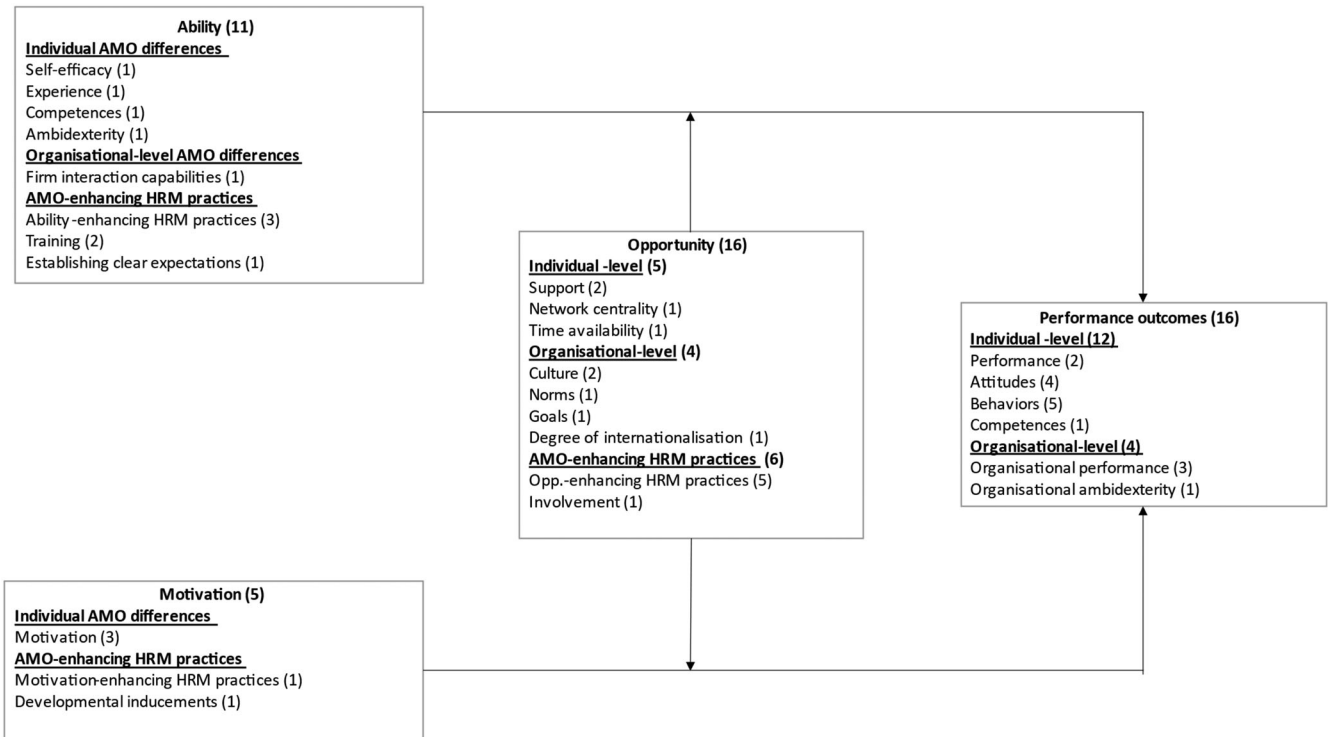 Ability (11)
Individual AMO differences
Self-efficacy (1)
Experience (1)
Competences (1)
Ambidexterity (1)
Organisational-level AMO differences
Firm interaction capabilities (1)
AMO-enhancing HRM practices
Ability-enhancing HRM practices (3)
Training (2)
Establishing clear expectations (1)
Opportunity (16)
Individual -level (5)
Support (2)
Network centrality (1)
Time availability (1)
Organisational-level (4)
Culture (2)
Norms (1)
Goals (1)
Degree of internationalisation (1)
AMO-enhancing HRM practices (6)
Opp.-enhancing HRM practices (5)
Involvement (1)
Performance outcomes (16)
Individual -level (12)
Performance (2)
Attitudes (4)
Behaviors (5)
Competences (1)
Organisational-level (4)
Organisational performance (3)
Organisational ambidexterity (1)
Motivation (5)
Individual AMO differences
Motivation (3)
AMO-enhancing HRM practices
Motivation-enhancing HRM practices (1)
Developmental inducements (1)